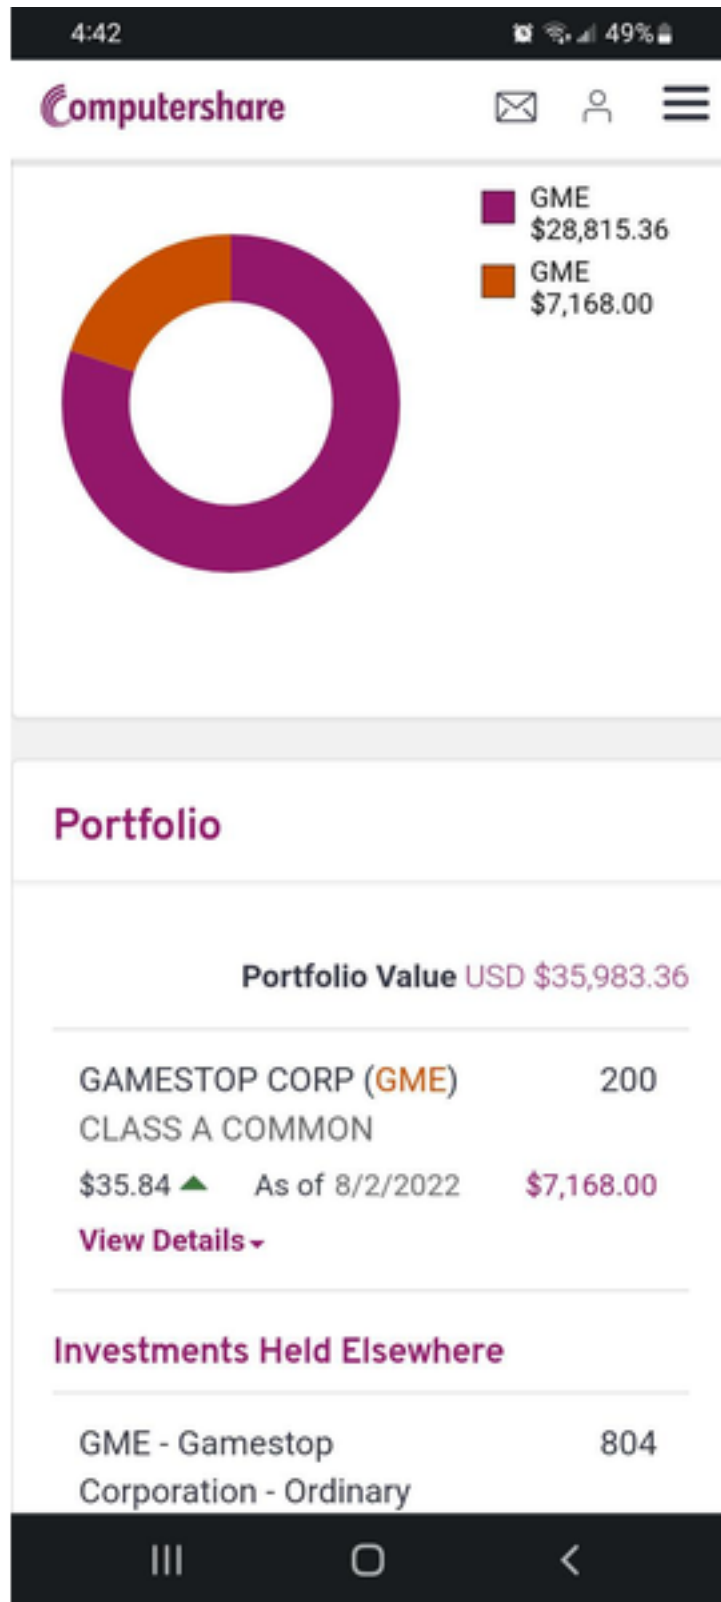 4:42 49%
Computershare
GME
$28,815.36
GME
$7,168.00
Portfolio
Portfolio Value USD $35,983.36
GAMESTOP CORP (GME) 200
CLASS A COMMON
$35.84 As of 8/2/2022 $7,168.00
View Details
Investments Held Elsewhere
GME - Gamestop 804
Corporation - Ordinary